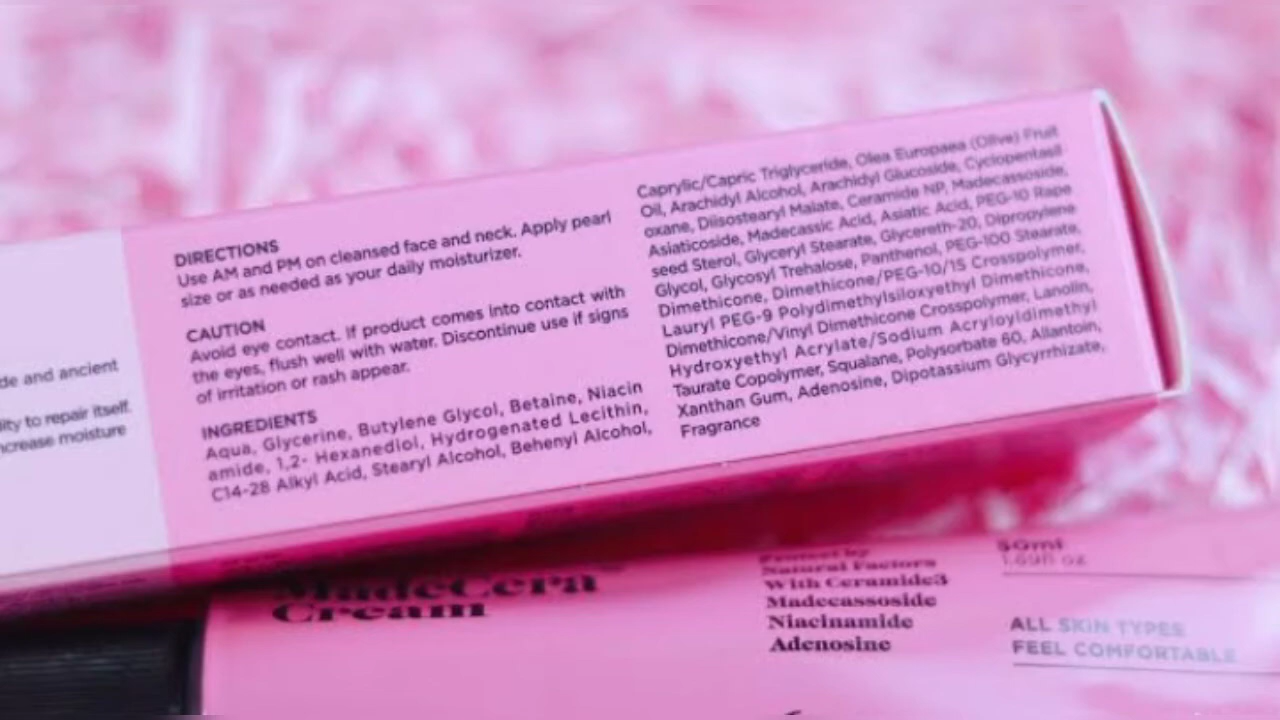 de and ancient
lity to repair itself.
ncrease moisture
DIRECTIONS
Use AM and PM on cleansed face and neck. Apply pearl
size or as needed as your daily moisturizer.
CAUTION
Avoid eye contact. If product comes into contact with
the eyes, flush well with water. Discontinue use if signs
of irritation or rash appear.
INGREDIENTS
Aqua, Glycerine, Butylene Glycol, Betaine, Niacin
amide, 1,2- Hexanediol, Hydrogenated Lecithin,
C14-28 Alkyl Acid, Stearyl Alcohol, Behenyl Alcohol,
Caprylic/Capric Triglyceride, Olea Europaea (Olive) Fruit
Oil, Arachidyl Alcohol, Arachidyl Glucoside, Cyclopentasil
oxane, Diisostearyl Malate, Ceramide NP, Madecassoside,
Asiaticoside, Madecassic Acid, Asiatic Acid, PEG-10 Rape
seed Sterol, Glyceryl Stearate, Glycereth-20, Dipropylene
Glycol, Glycosyl Trehalose, Panthenol, PEG-100 Stearate,
Dimethicone, Dimethicone/PEG-10/15 Crosspolymer,
Lauryl PEG-9 Polydimethylsiloxyethyl Dimethicone,
Dimethicone/Vinyl Dimethicone Crosspolymer, Lanolin,
Hydroxyethyl Acrylate/Sodium Acryloyldimethyl
Taurate Copolymer, Squalane, Polysorbate 60, Allantoin,
Xanthan Gum, Adenosine, Dipotassium Glycyrrhizate,
Fragrance
MadeCera
Cream
Protect by
Natural Factors
With Ceramide3
Madecassoside
Niacinamide
Adenosine
50ml
1.69fl oz
ALL SKIN TYPES
FEEL COMFORTABLE